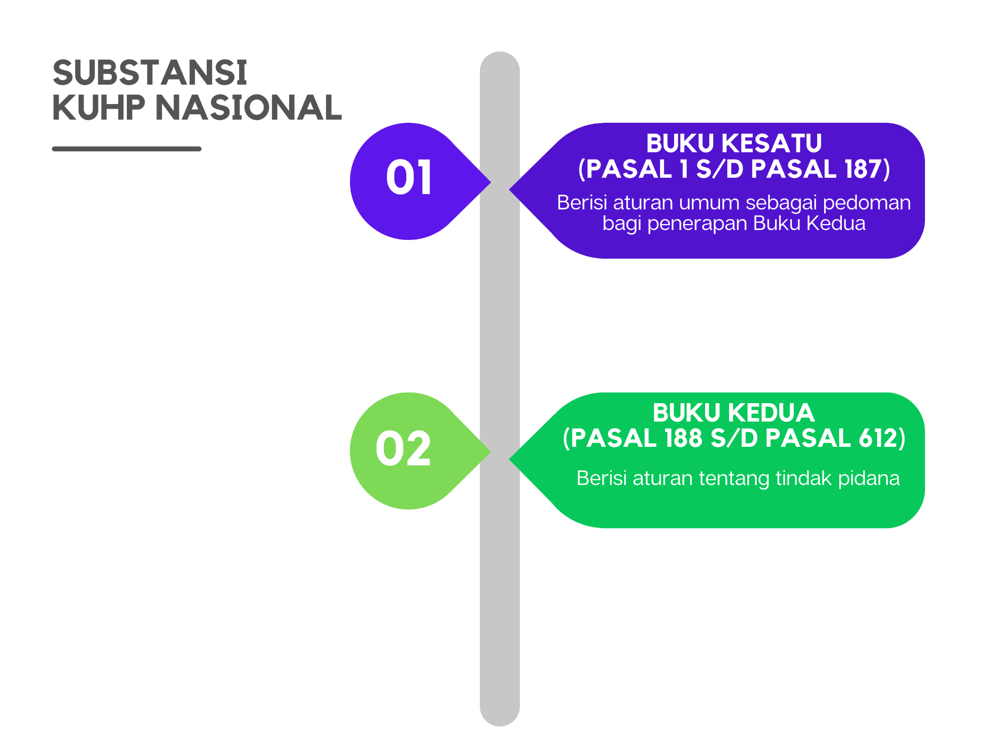 SUBSTANSI
KUHP NASIONAL
01
BUKU KESATU
(PASAL 1 S/D PASAL 187)
Berisi aturan umum sebagai pedoman
bagi penerapan Buku Kedua
02
BUKU KEDUA
(PASAL 188 S/D PASAL 612)
Berisi aturan tentang tindak pidana